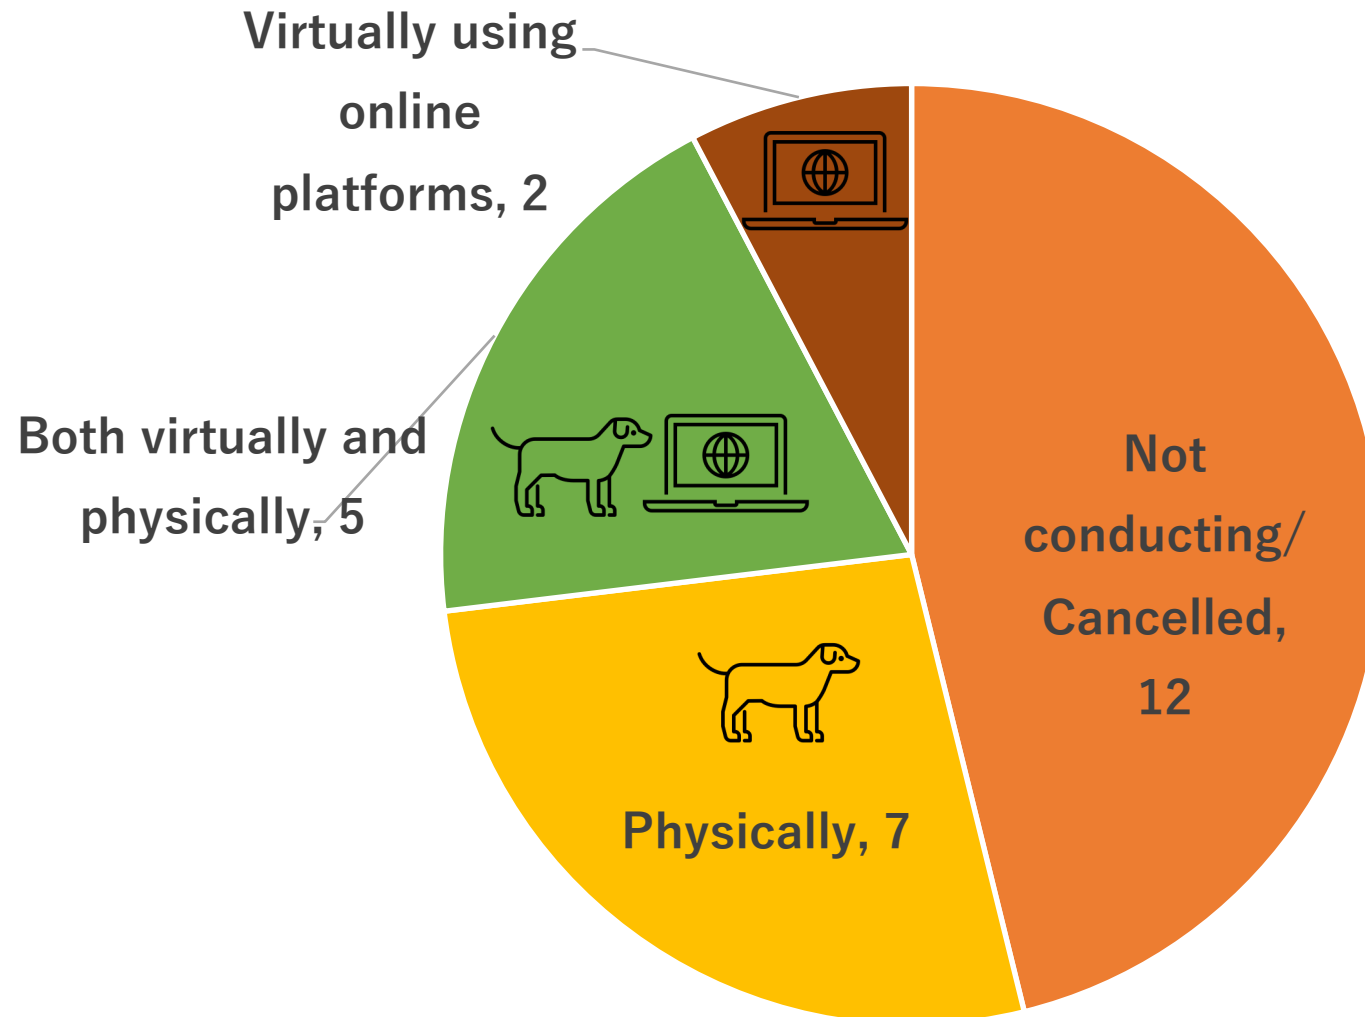 Virtually using
online
platforms, 2
Both virtually and
physically, 5
Not
conducting/
Cancelled,
12
Physically, 7